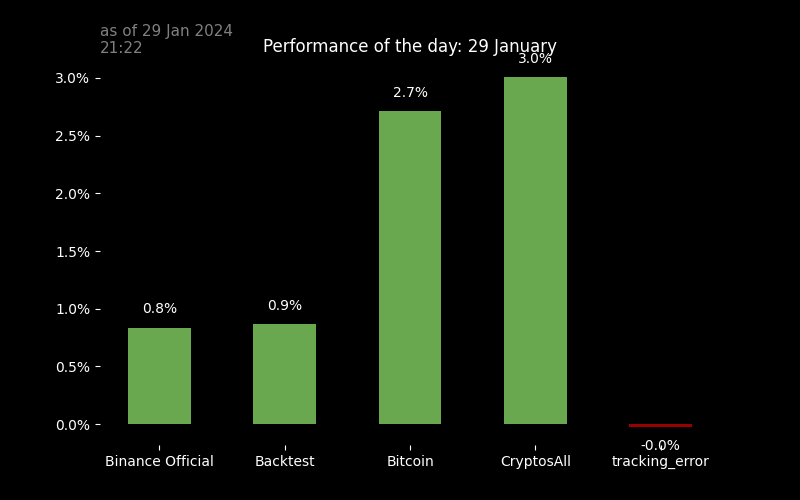 as of 29 Jan 2024
21:22
Performance of the day: 29 January
3.0%
2.5%
2.0%
1.5%
1.0%
0.5%
0.0%
0.8%
0.9%
2.7%
3.0%
-0.0%
Binance Official
Backtest
Bitcoin
CryptosAll
tracking_error